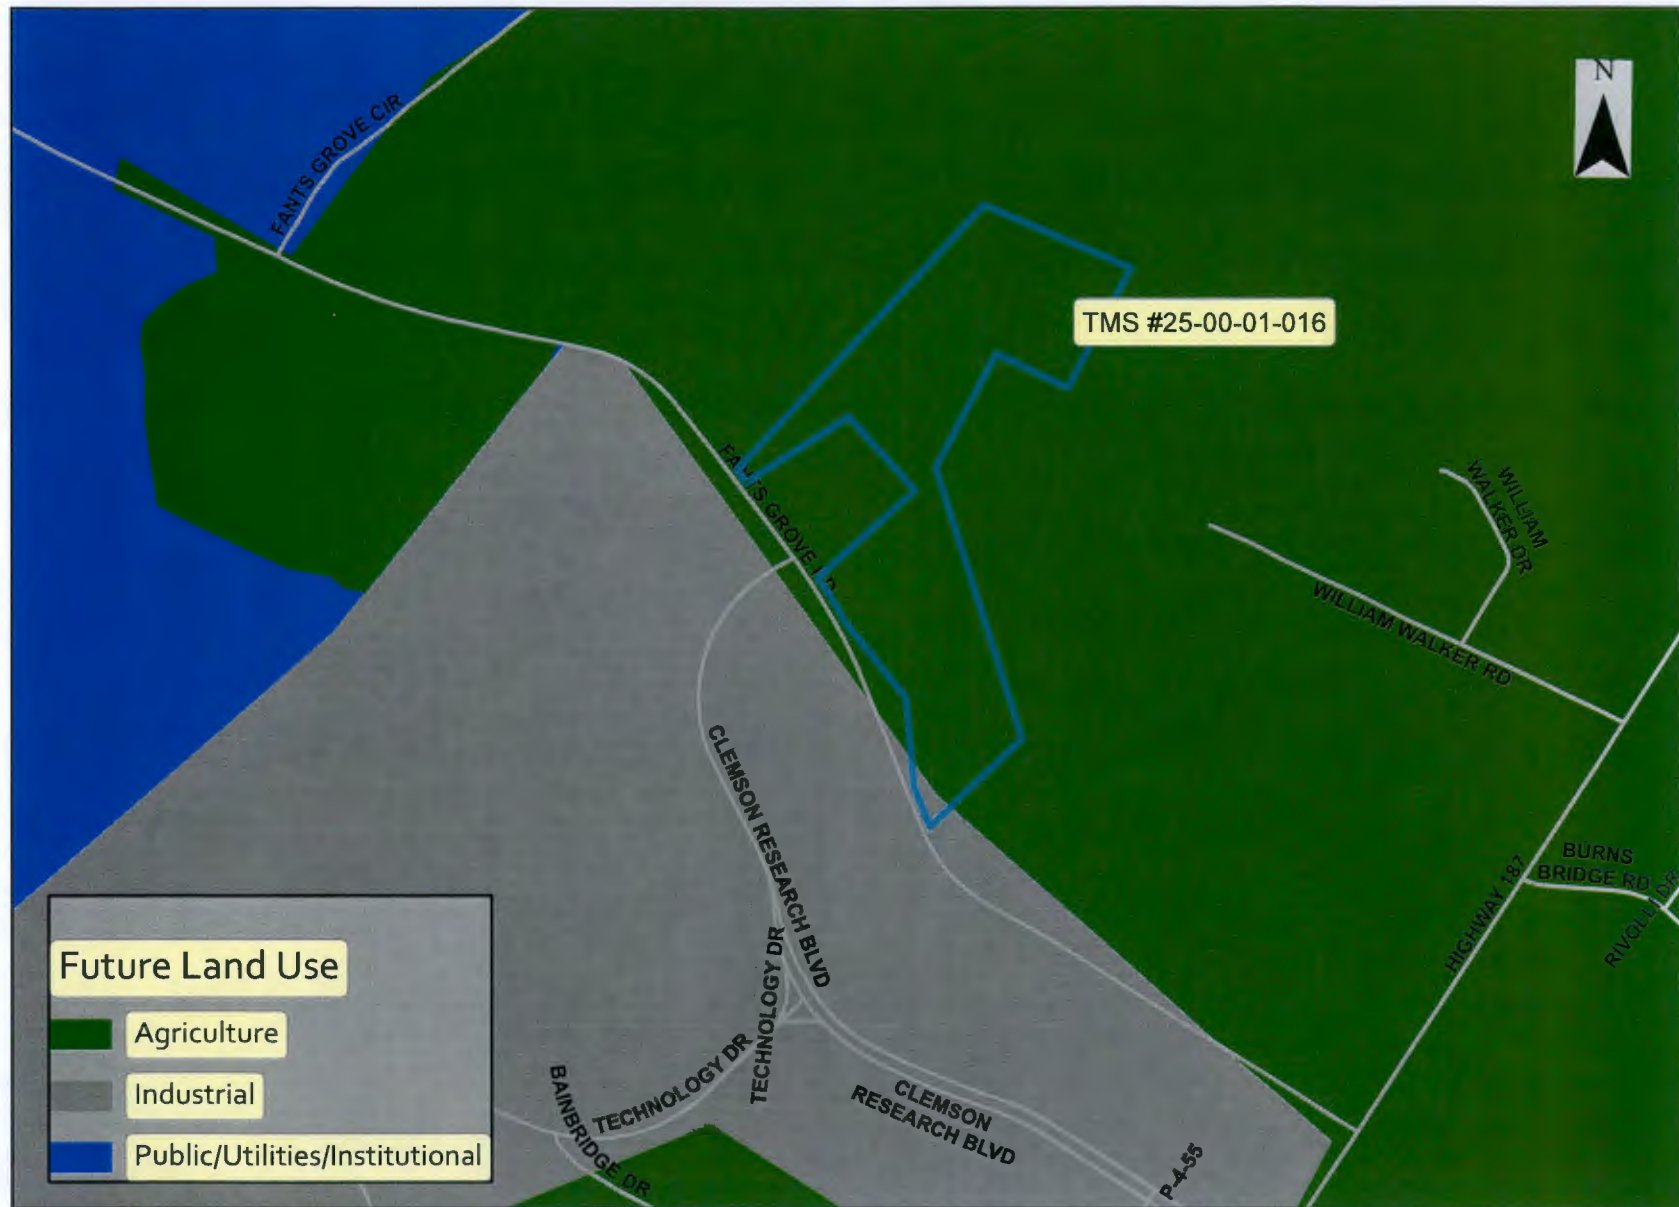 N
FANTS GROVE CIR
TMS #25-00-01-016
FANTS GROVE RD
WILLIAM
WALKER DR
WILLIAM WALKER RD
CLEMSON RESEARCH BLVD
HIGHWAY 187
BURNS
BRIDGE RD
RIVOLLI DR
TECHNOLOGY DR
TECHNOLOGY DR
BAINBRIDGE DR
CLEMSON
RESEARCH BLVD
P-4-55
Future Land Use
Agriculture
Industrial
Public/Utilities/Institutional